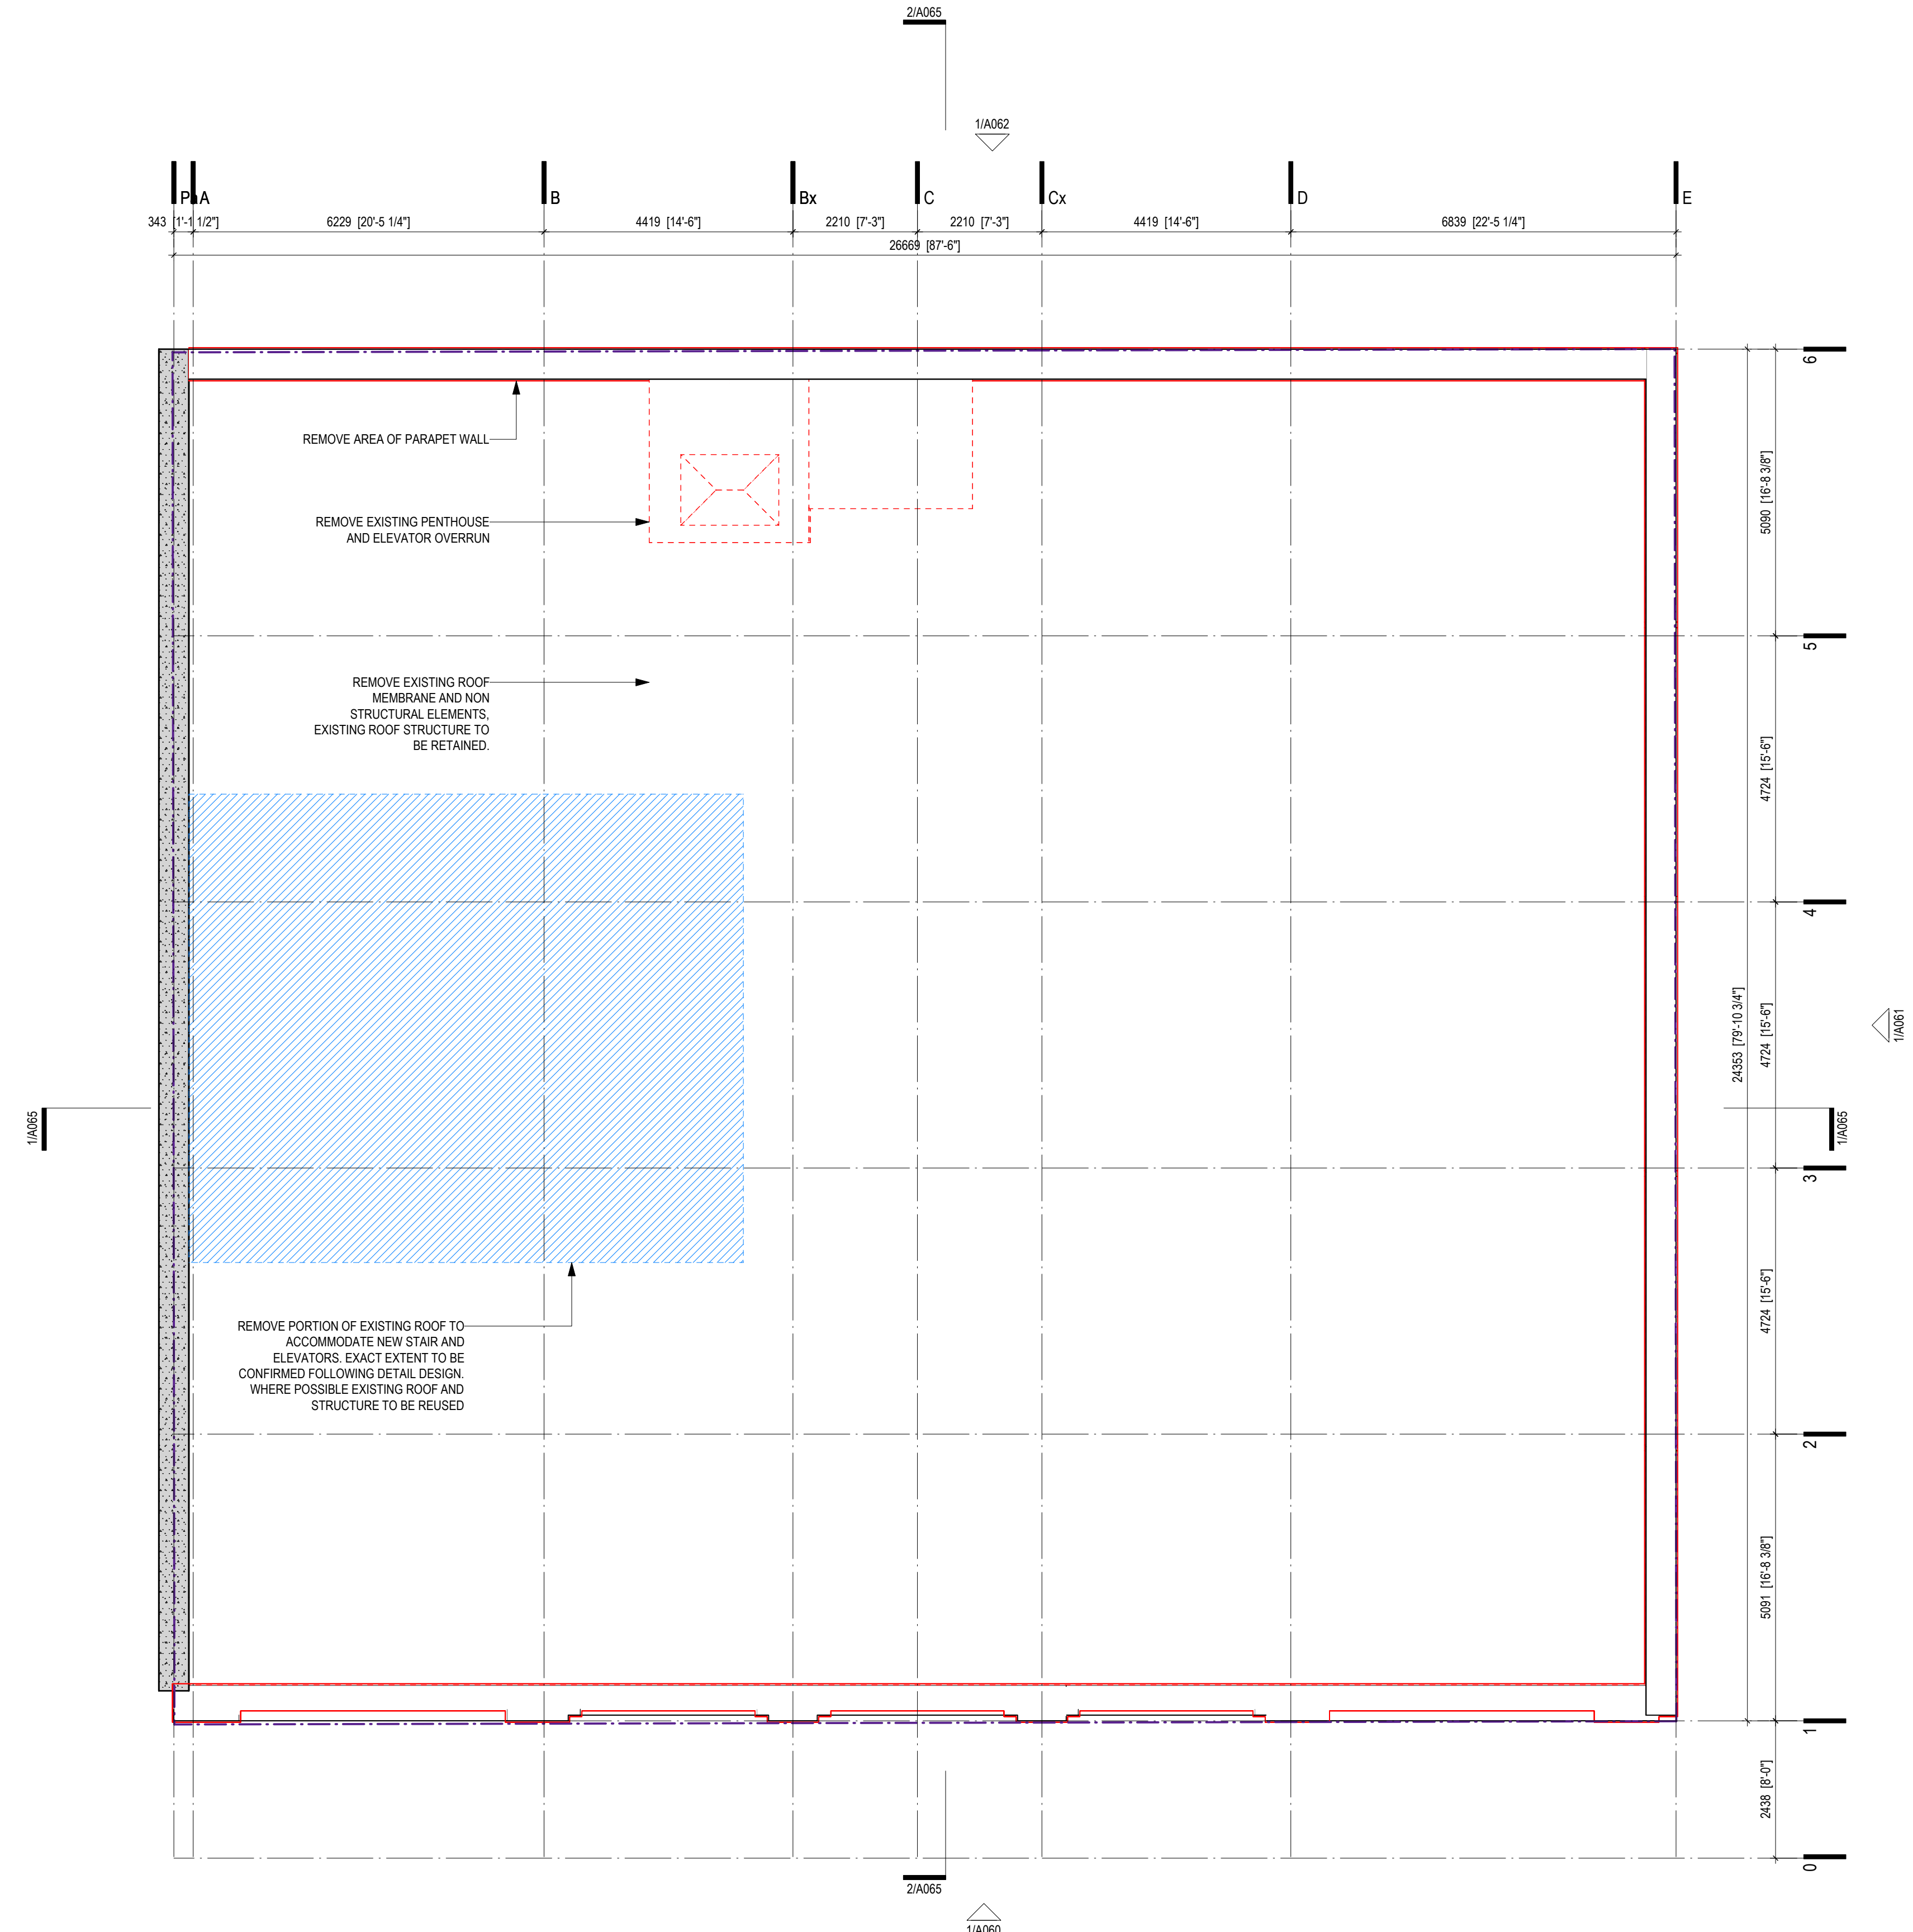 2/A065
1/A062
PnA
B
Bx
C
Cx
D
E
343 [1'-1 1/2"]
6229 [20'-5 1/4"]
4419 [14'-6"]
2210 [7'-3"]
2210 [7'-3"]
4419 [14'-6"]
6839 [22'-5 1/4"]
26669 [87'-6"]
6
REMOVE AREA OF PARAPET WALL
5090 [16'-8 3/8"]
REMOVE EXISTING PENTHOUSE
AND ELEVATOR OVERRUN
5
REMOVE EXISTING ROOF
MEMBRANE AND NON
STRUCTURAL ELEMENTS,
EXISTING ROOF STRUCTURE TO
BE RETAINED.
4724 [15'-6"]
4
24353 [79'-10 3/4"]
4724 [15'-6"]
1/A061
1/A065
1/A065
3
4724 [15'-6"]
REMOVE PORTION OF EXISTING ROOF TO
ACCOMMODATE NEW STAIR AND
ELEVATORS. EXACT EXTENT TO BE
CONFIRMED FOLLOWING DETAIL DESIGN.
WHERE POSSIBLE EXISTING ROOF AND
STRUCTURE TO BE REUSED
2
5091 [16'-8 3/8"]
1
2438 [8'-0"]
0
2/A065
1/A060